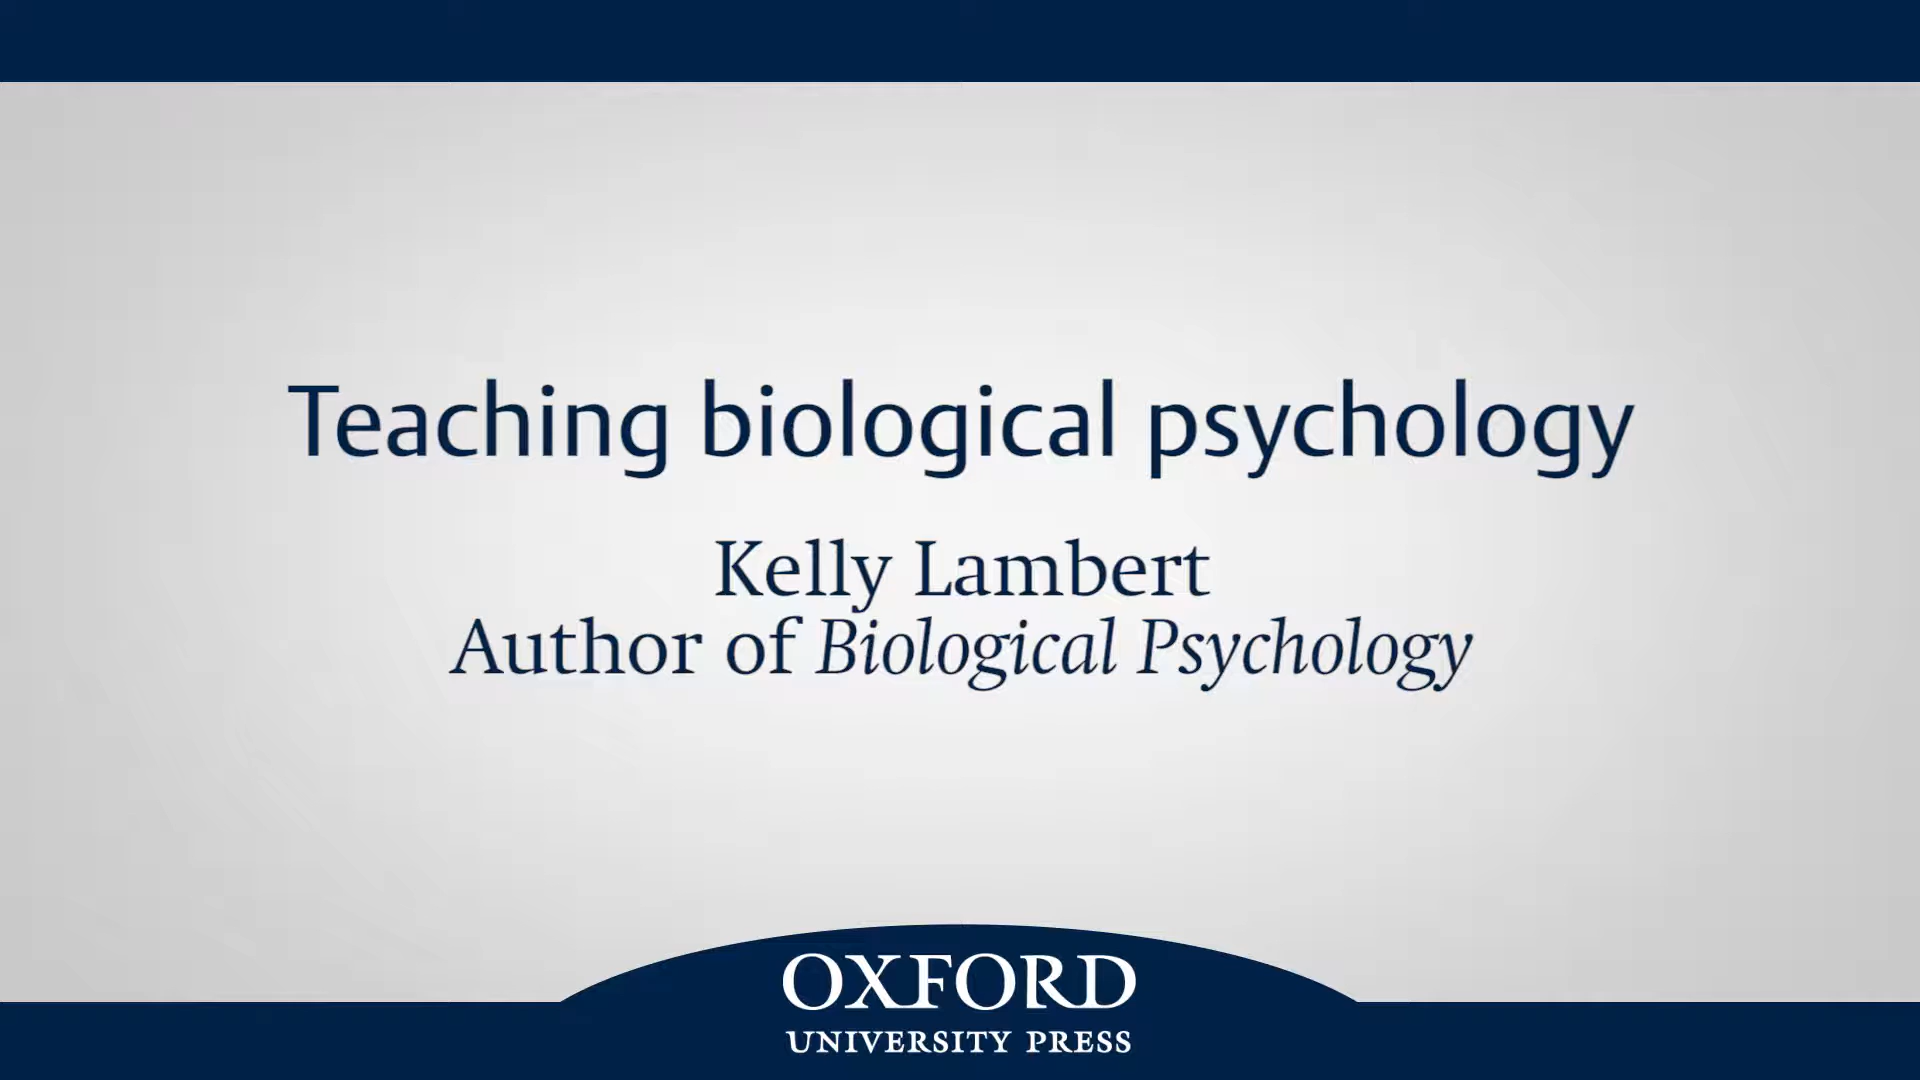 Teaching biological psychology
Kelly Lambert
Author of Biological Psychology
OXFORD
UNIVERSITY PRESS